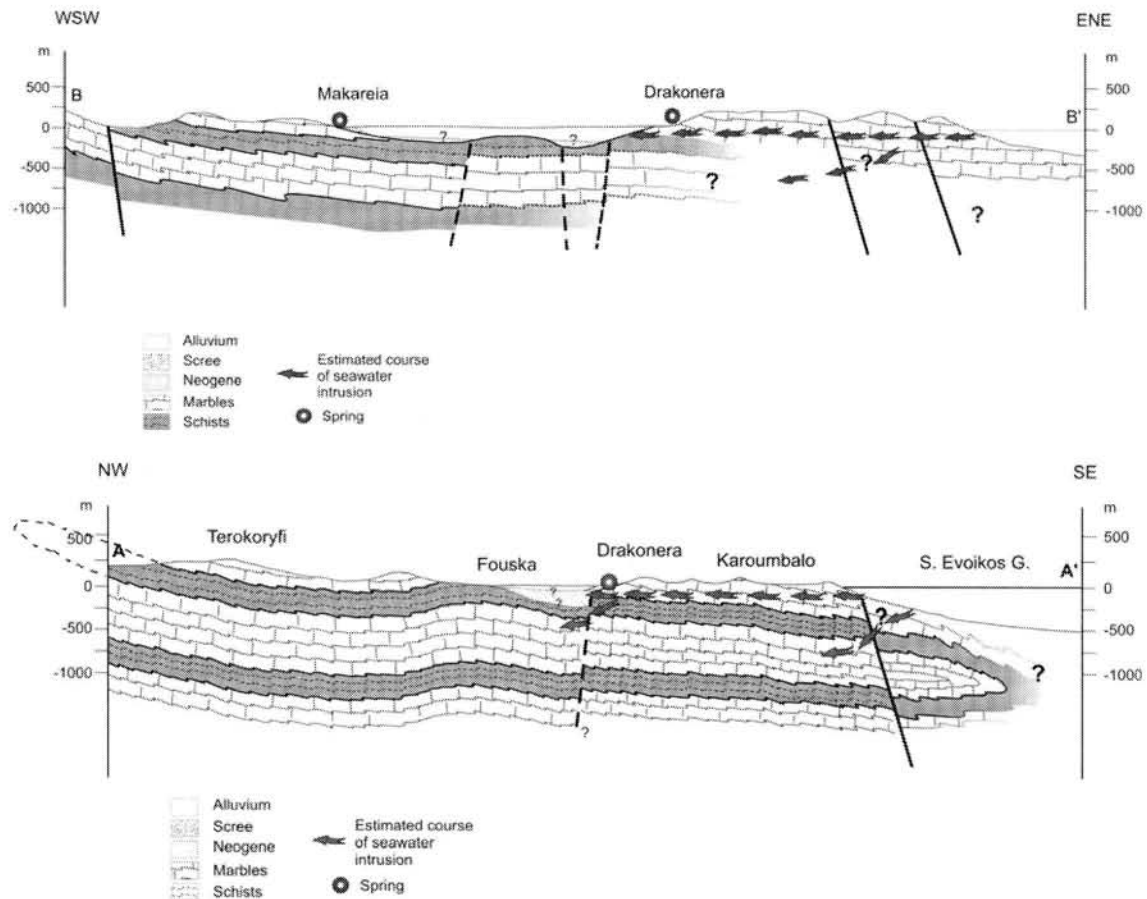 WSW
ENE
m
m
B
Makareia
Drakonera
B'
500
500
0
0
-500
-500
-1000
-1000
?
?
?
?
?
Alluvium
Scree
Neogene
Marbles
Schists
Estimated course
of seawater
intrusion
Spring
NW
SE
m
m
A
Terokoryfi
Fouska
Drakonera
Karoumbalo
S. Evoikos G.
A'
500
500
0
0
-500
-500
-1000
-1000
?
?
?
?
Alluvium
Scree
Neogene
Marbles
Schists
Estimated course
of seawater
intrusion
Spring